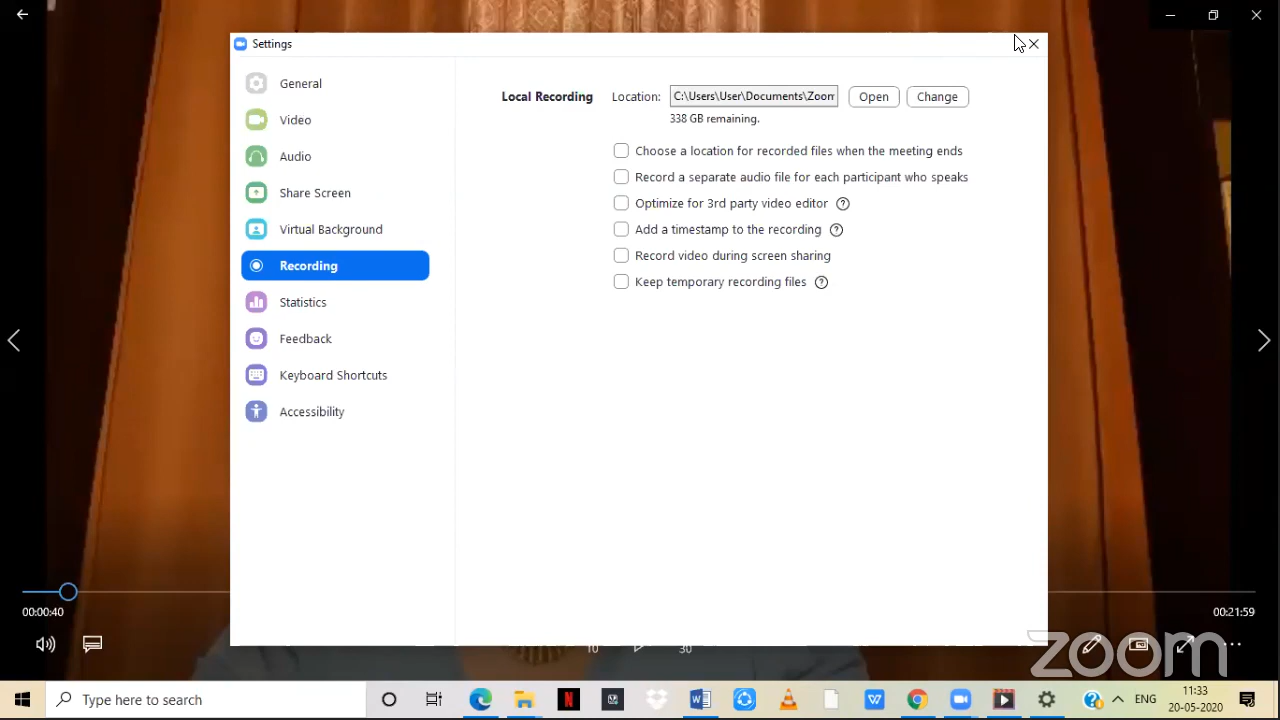 Settings
General
Video
Audio
Share Screen
Virtual Background
Recording
Statistics
Feedback
Keyboard Shortcuts
Accessibility
Local Recording Location: C:\Users\User\Documents\Zoom Open Change
338 GB remaining.
Choose a location for recorded files when the meeting ends
Record a separate audio file for each participant who speaks
Optimize for 3rd party video editor ?
Add a timestamp to the recording ?
Record video during screen sharing
Keep temporary recording files ?
00:00:40
00:21:59
10 30
zoom
Type here to search
ENG
11:33
20-05-2020